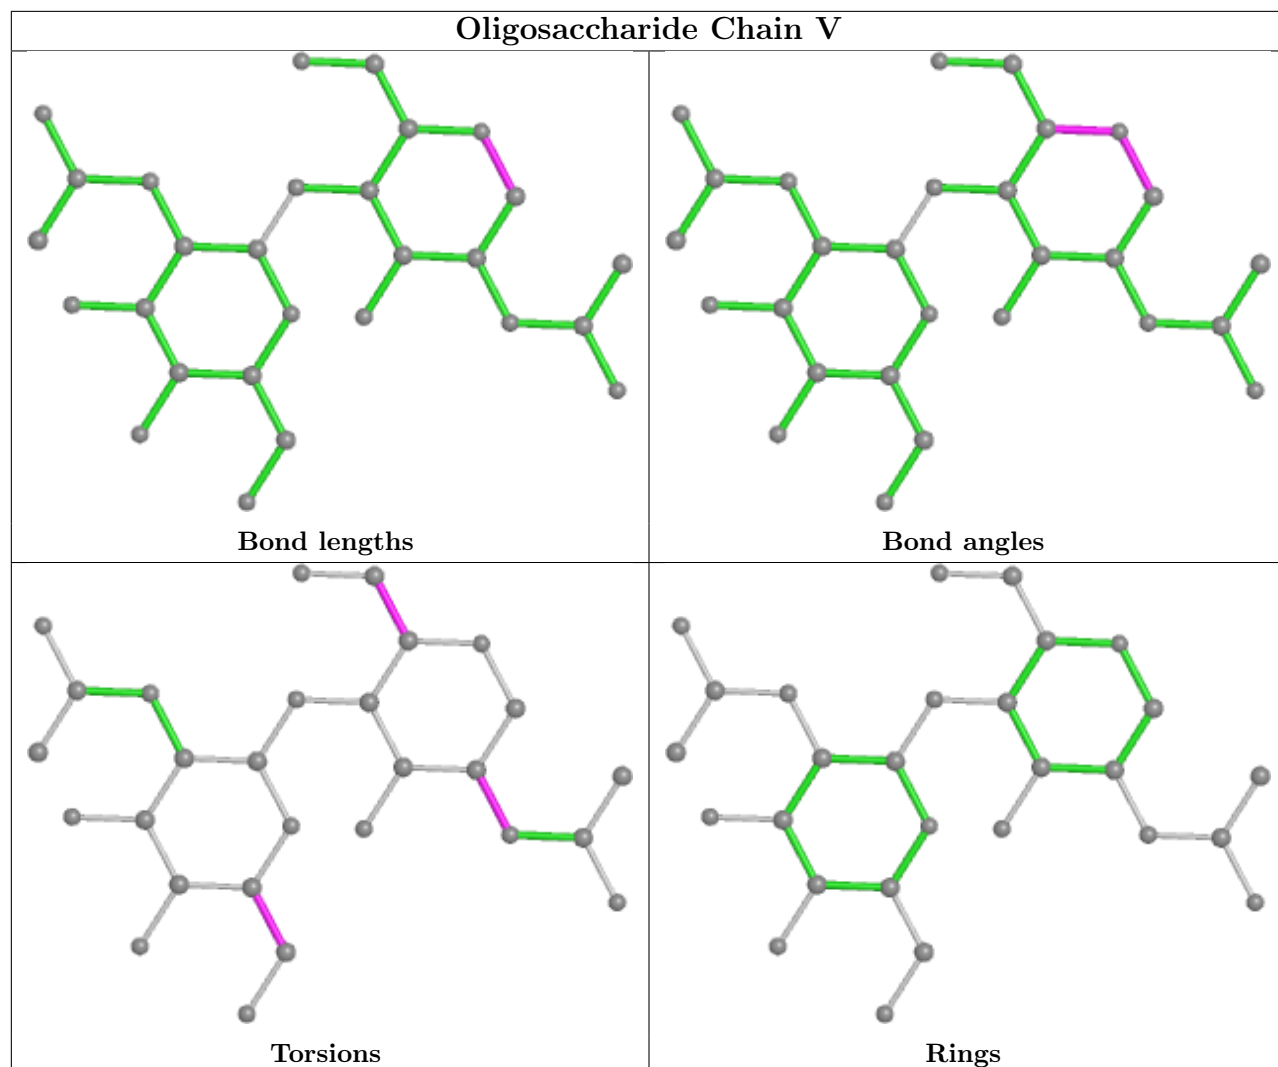 Oligosaccharide Chain V
Bond lengths
Bond angles
Torsions
Rings